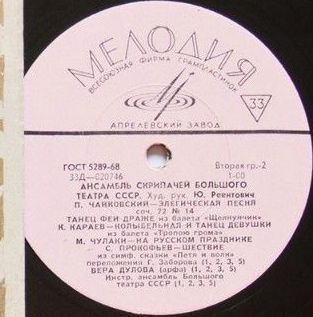 МЕЛОДИЯ
ВСЕСОЮЗНАЯ ФИРМА ГРАМПЛАСТИНОК
33
АПРЕЛЕВСКИЙ ЗАВОД
ГОСТ 5289-68 Вторая гр.-2
33Д—020746 1-00
АНСАМБЛЬ СКРИПАЧЕЙ БОЛЬШОГО
ТЕАТРА СССР, Худ. рук. Ю. Реентович
П. ЧАЙКОВСКИЙ—ЭЛЕГИЧЕСКАЯ ПЕСНЯ
соч. 72 № 14
ТАНЕЦ ФЕИ ДРАЖЕ из балета «Щелкунчик»
К. КАРАЕВ—КОЛЫБЕЛЬНАЯ И ТАНЕЦ ДЕВУШКИ
из балета «Тропою грома»
М. ЧУЛАКИ—НА РУССКОМ ПРАЗДНИКЕ
С. ПРОКОФЬЕВ—ШЕСТВИЕ
из симф. сказки «Петя и волк»
переложения Г. Заборова (1, 2, 3, 5)
ВЕРА ДУЛОВА (арфа) (1, 2, 3, 5)
Инстр. ансамбль Большого
театра СССР (1, 2, 3, 5)